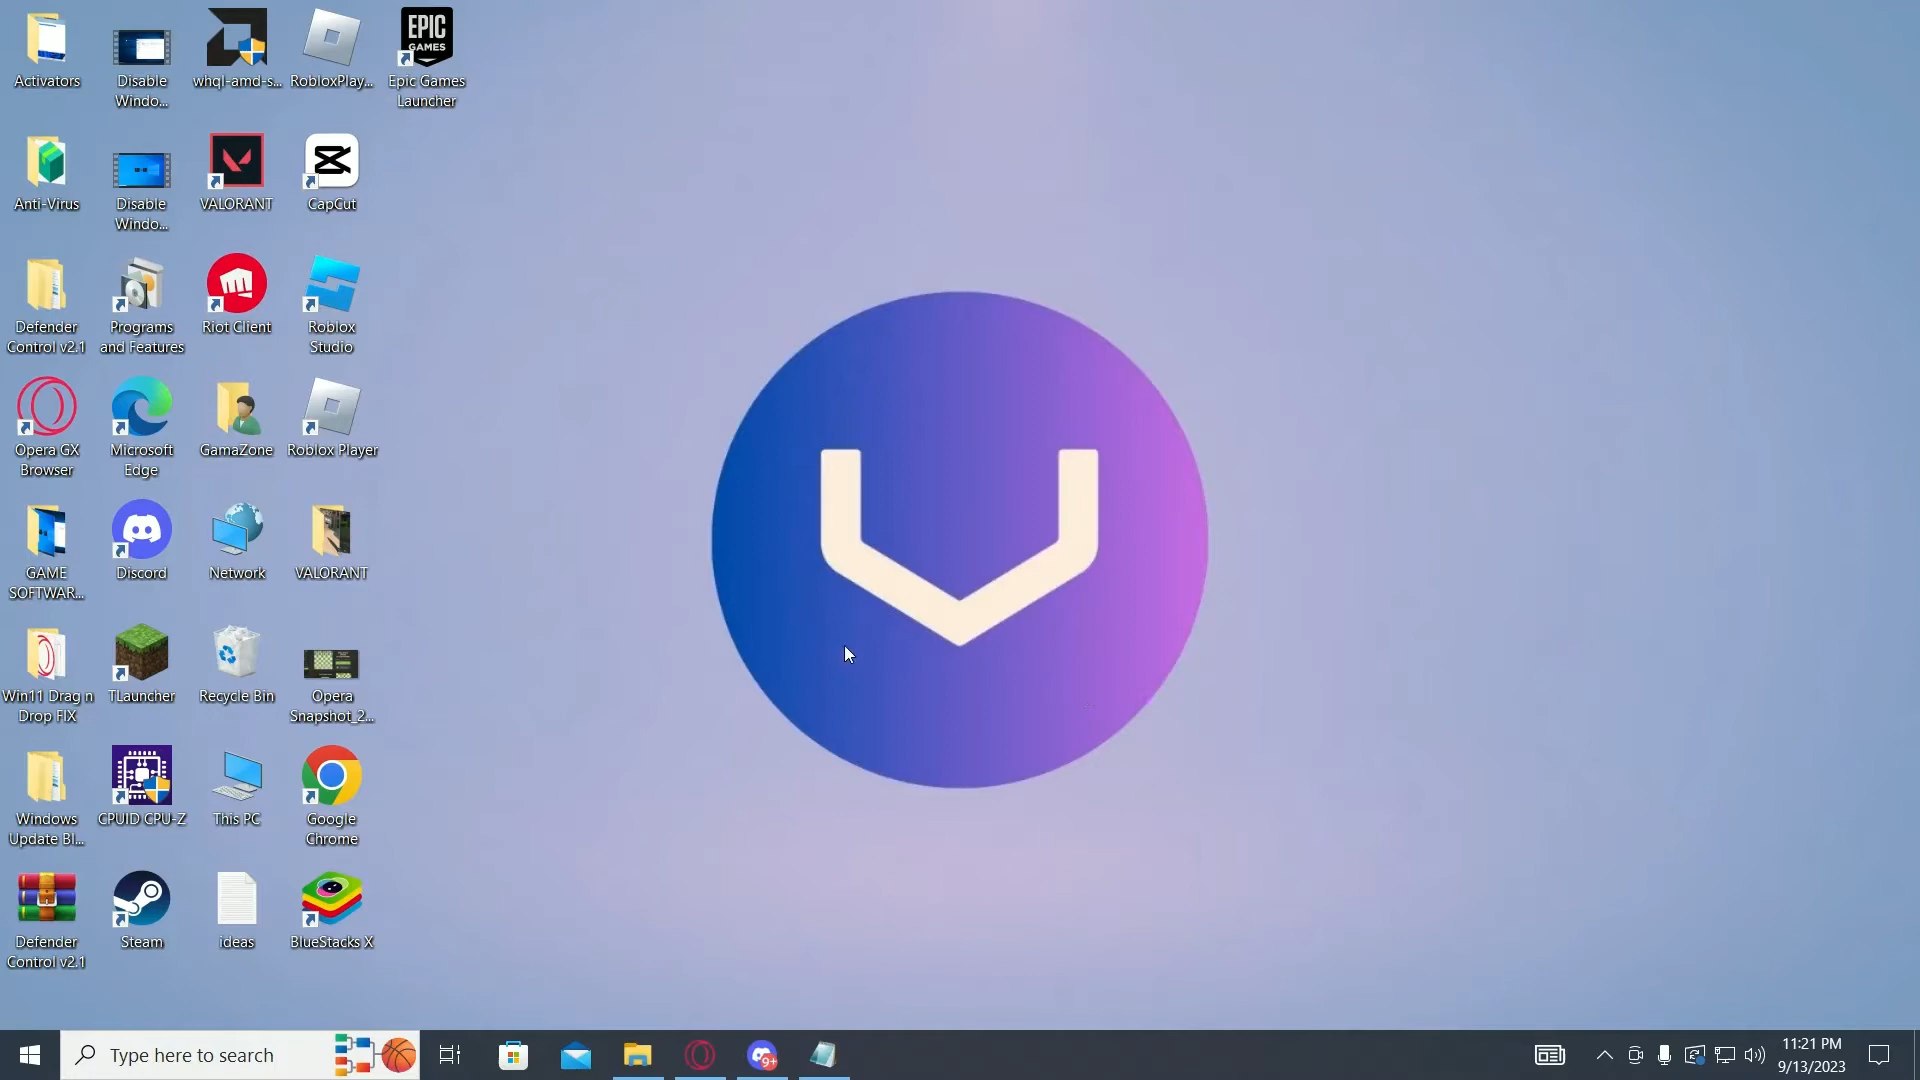 Activators
Disable
Windo...
whql-amd-s...
RobloxPlay...
EPIC
GAMES
Epic Games
Launcher
Anti-Virus
Disable
Windo...
VALORANT
CapCut
Defender
Control v2.1
Programs
and Features
Riot Client
Roblox
Studio
Opera GX
Browser
Microsoft
Edge
GamaZone
Roblox Player
GAME
SOFTWAR...
Discord
Network
VALORANT
Win11 Drag n
Drop FIX
TLauncher
Recycle Bin
Opera
Snapshot_2...
Windows
Update Bl...
CPUID CPU-Z
This PC
Google
Chrome
Defender
Control v2.1
Steam
ideas
BlueStacks X
Type here to search
9+
11:21 PM
9/13/2023